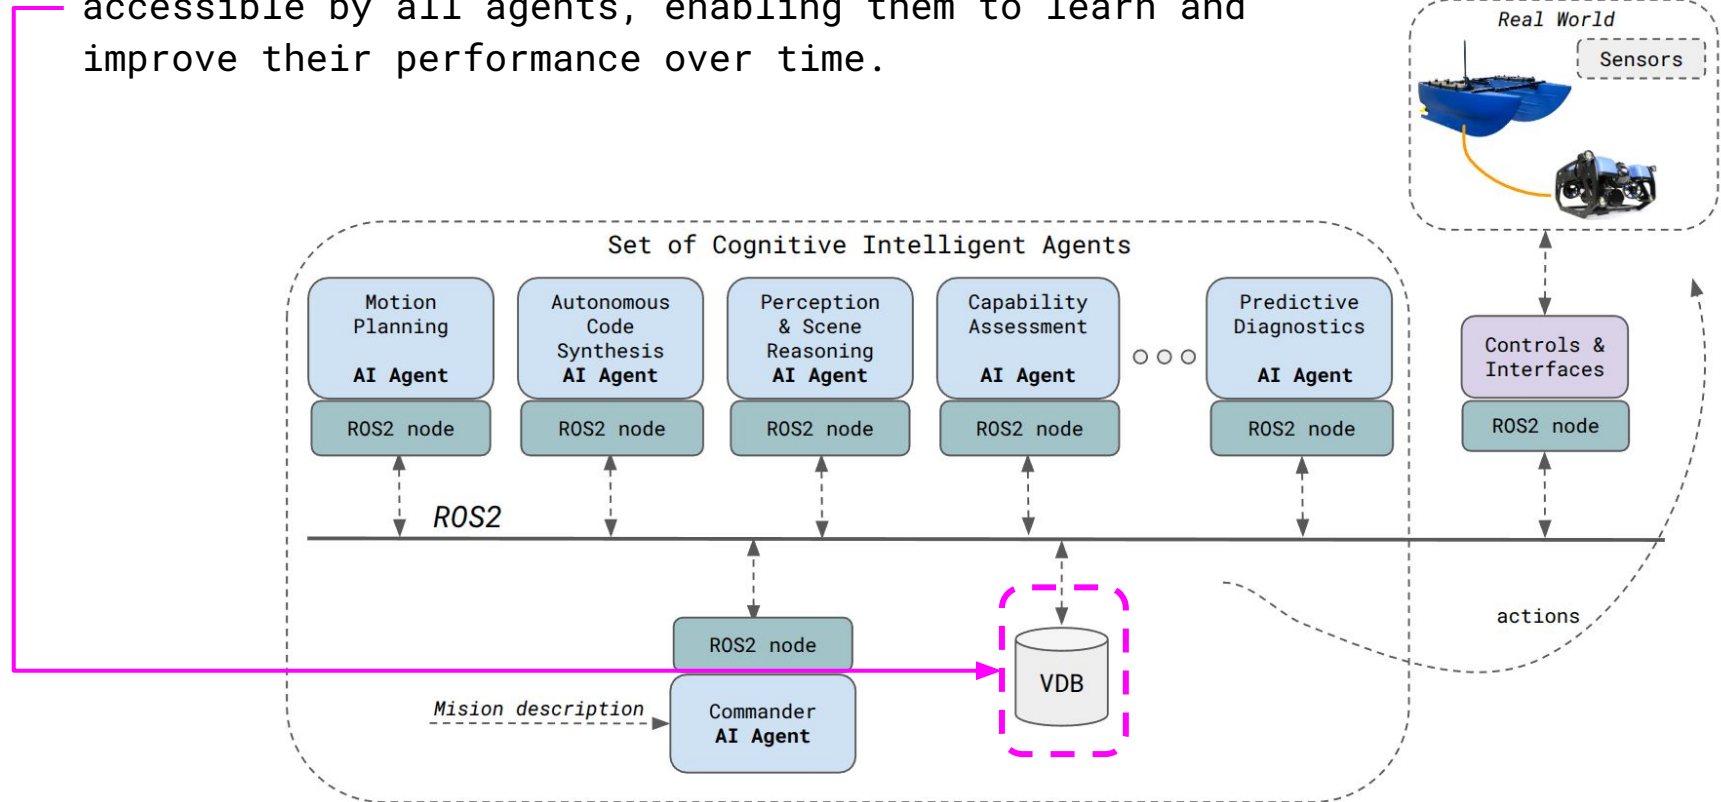 accessible by all agents, enabling them to learn and
improve their performance over time.
Real World
Sensors
Set of Cognitive Intelligent Agents
Motion
Planning
AI Agent
ROS2 node
Autonomous
Code
Synthesis
AI Agent
ROS2 node
Perception
& Scene
Reasoning
AI Agent
ROS2 node
Capability
Assessment
AI Agent
ROS2 node
Predictive
Diagnostics
AI Agent
ROS2 node
Controls &
Interfaces
ROS2 node
ROS2
actions
ROS2 node
Commander
AI Agent
Mision description
VDB